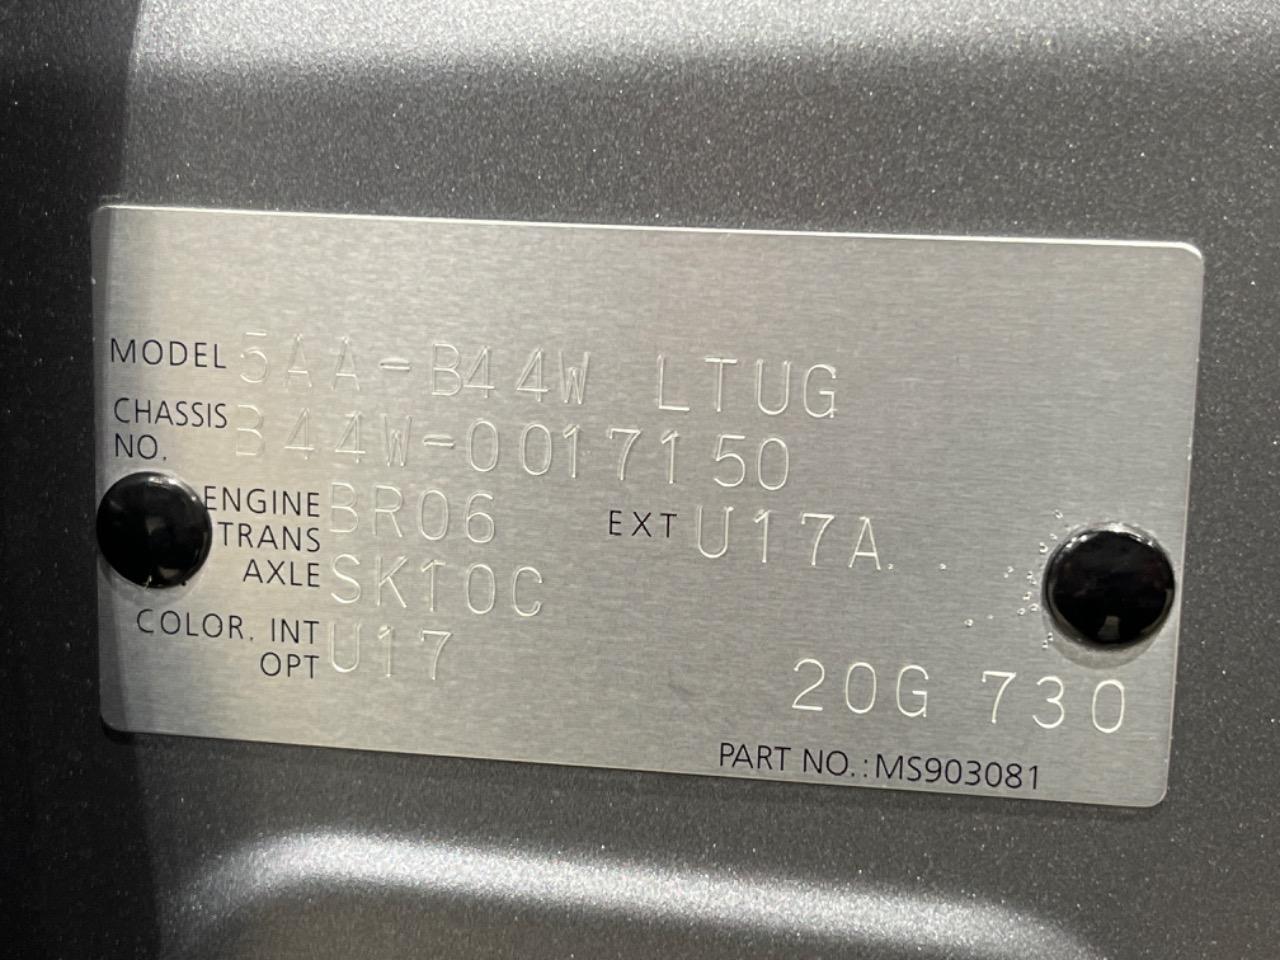 MODEL 5AA-B44W LTUG
CHASSIS NO. B44W-0017150
ENGINE BR06 EXT U17A
TRANS AXLE SK10C
COLOR. INT OPT U17
20G 730
PART NO.:MS903081